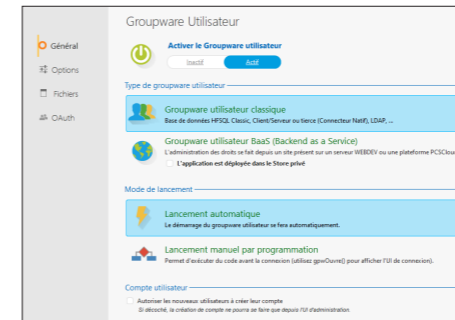 Groupware Utilisateur
Général
Options
Fichiers
OAuth
Activer le Groupware utilisateur
Inactif
Actif
Type de groupware utilisateur
Groupware utilisateur classique
Base de données HFSQL Classic, Client/Serveur ou tierce (Connecteur Natif), LDAP, ...
Groupware utilisateur BaaS (Backend as a Service)
L'administration des droits se fait depuis un site présent sur un serveur WEBDEV ou une plateforme PCSCloud
L'application est déployée dans le Store privé
Mode de lancement
Lancement automatique
Le démarrage du groupware utilisateur se fera automatiquement.
Lancement manuel par programmation
Permet d'exécuter du code avant la connexion (utilisez gpwOuvre() pour afficher l'UI de connexion).
Compte utilisateur
Autoriser les nouveaux utilisateurs à créer leur compte
Si décoché, la création de compte ne pourra se faire que depuis l'UI d'administration.